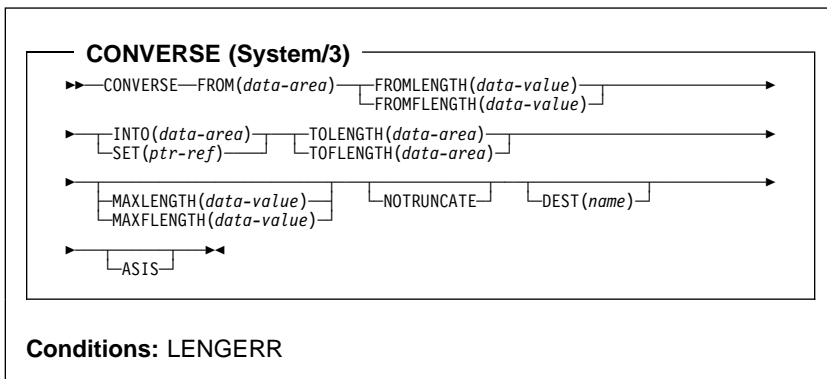 CONVERSE (System/3)
CONVERSE FROM(data-area) FROMLENGTH(data-value)
FROMFLENGTH(data-value)
INTO(data-area) TOLENGTH(data-area)
SET(ptr-ref) TOFLENGTH(data-area)
MAXLENGTH(data-value) NOTRUNCATE DEST(name)
MAXFLENGTH(data-value)
ASIS
Conditions: LENGERR